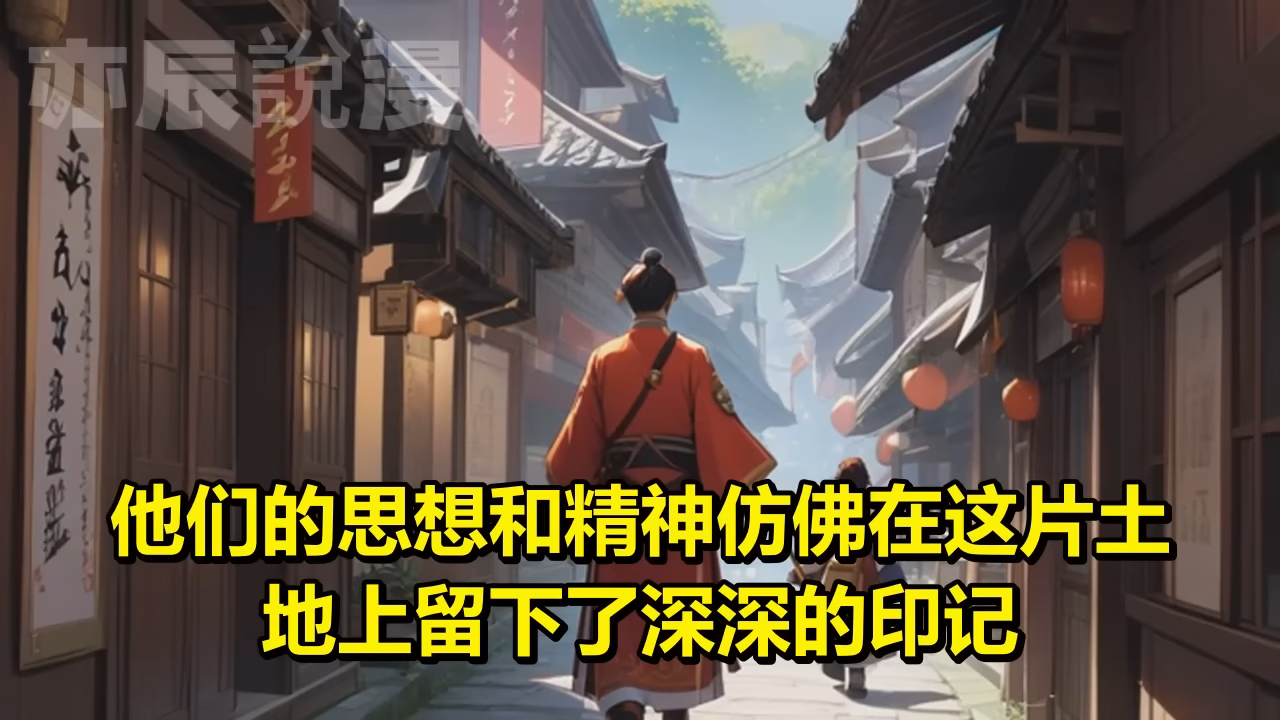 亦辰說漫
他们的思想和精神仿佛在这片土
地上留下了深深的印记